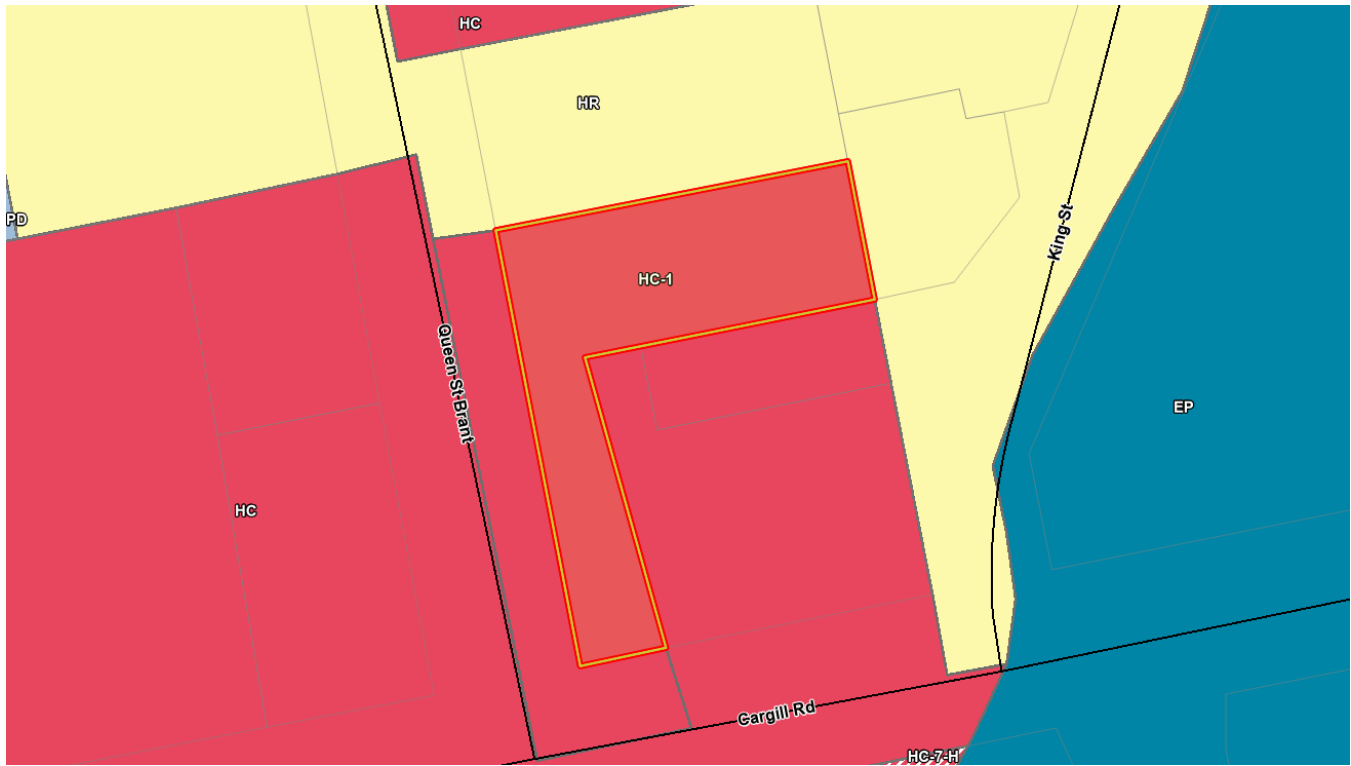 HC
HR
PD
King-St
HC-1
Queen St Brant
EP
HC
Cargill Rd
HC-7-H